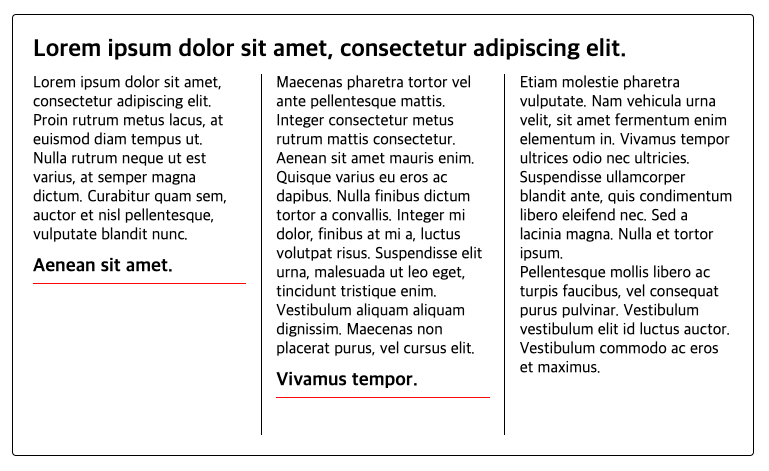 Lorem ipsum dolor sit amet, consectetur adipiscing elit.
Lorem ipsum dolor sit amet,
consectetur adipiscing elit.
Proin rutrum metus lacus, at
euismod diam tempus ut.
Nulla rutrum neque ut est
varius, at semper magna
dictum. Curabitur quam sem,
auctor et nisl pellentesque,
vulputate blandit nunc.
Aenean sit amet.
Maecenas pharetra tortor vel
ante pellentesque mattis.
Integer consectetur metus
rutrum mattis consectetur.
Aenean sit amet mauris enim.
Quisque varius eu eros ac
dapibus. Nulla finibus dictum
tortor a convallis. Integer mi
dolor, finibus at mi a, luctus
volutpat risus. Suspendisse elit
urna, malesuada ut leo eget,
tincidunt tristique enim.
Vestibulum aliquam aliquam
dignissim. Maecenas non
placerat purus, vel cursus elit.
Vivamus tempor.
Etiam molestie pharetra
vulputate. Nam vehicula urna
velit, sit amet fermentum enim
elementum in. Vivamus tempor
ultrices odio nec ultricies.
Suspendisse ullamcorper
blandit ante, quis condimentum
libero eleifend nec. Sed a
lacinia magna. Nulla et tortor
ipsum.
Pellentesque mollis libero ac
turpis faucibus, vel consequat
purus pulvinar. Vestibulum
vestibulum elit id luctus auctor.
Vestibulum commodo ac eros
et maximus.